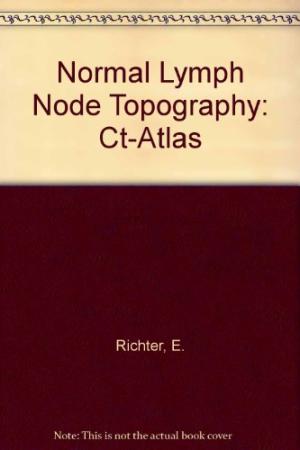 Normal Lymph
Node Topography:
Ct-Atlas
Richter, E.
Note: This is not the actual book cover